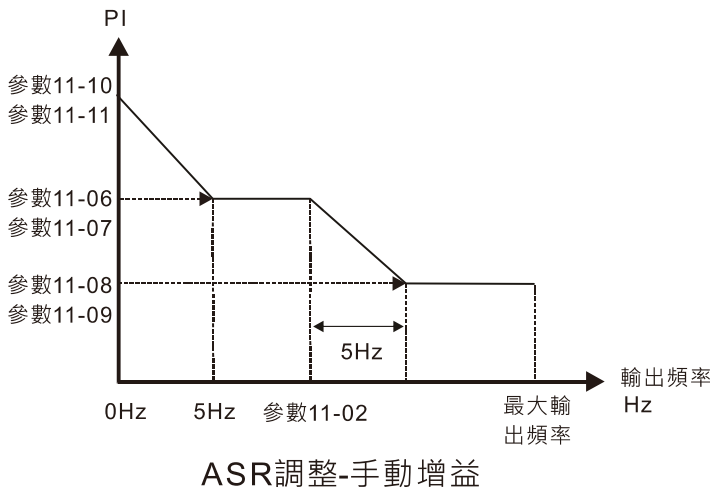 PI
參數11-10
參數11-11
參數11-06
參數11-07
參數11-08
參數11-09
5Hz
輸出頻率
Hz
0Hz
5Hz
參數11-02
最大輸
出頻率
ASR調整-手動增益